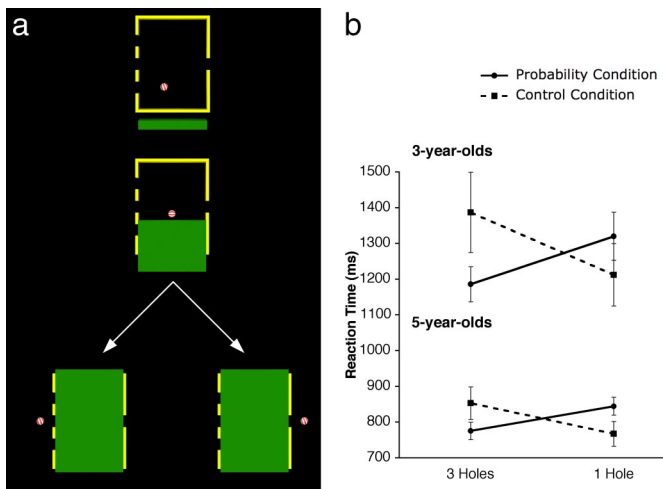 a
b
Probability Condition
Control Condition
3-year-olds
1500
1400
1300
1200
1100
5-year-olds
1000
900
800
700
Reaction Time (ms)
3 Holes
1 Hole